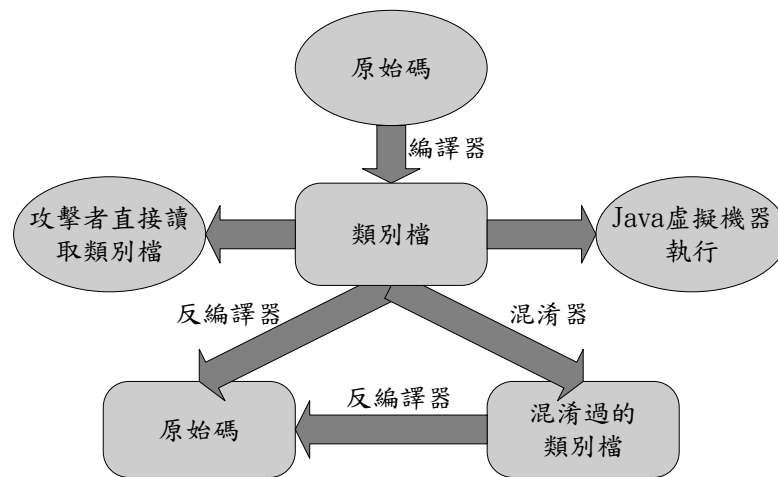 原始碼
編譯器
攻擊者直接讀
取類別檔
類別檔
Java虛擬機器
執行
反編譯器
混淆器
原始碼
反編譯器
混淆過的
類別檔